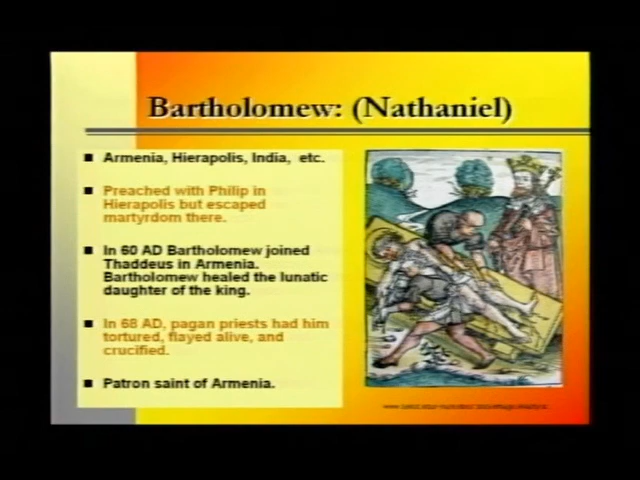 Bartholomew: (Nathaniel)
Armenia, Hierapolis, India, etc.
Preached with Philip in
Hierapolis but escaped
martyrdom there.
In 60 AD Bartholomew joined
Thaddeus in Armenia.
Bartholomew healed the lunatic
daughter of the king.
In 68 AD, pagan priests had him
tortured, flayed alive, and
crucified.
Patron saint of Armenia.